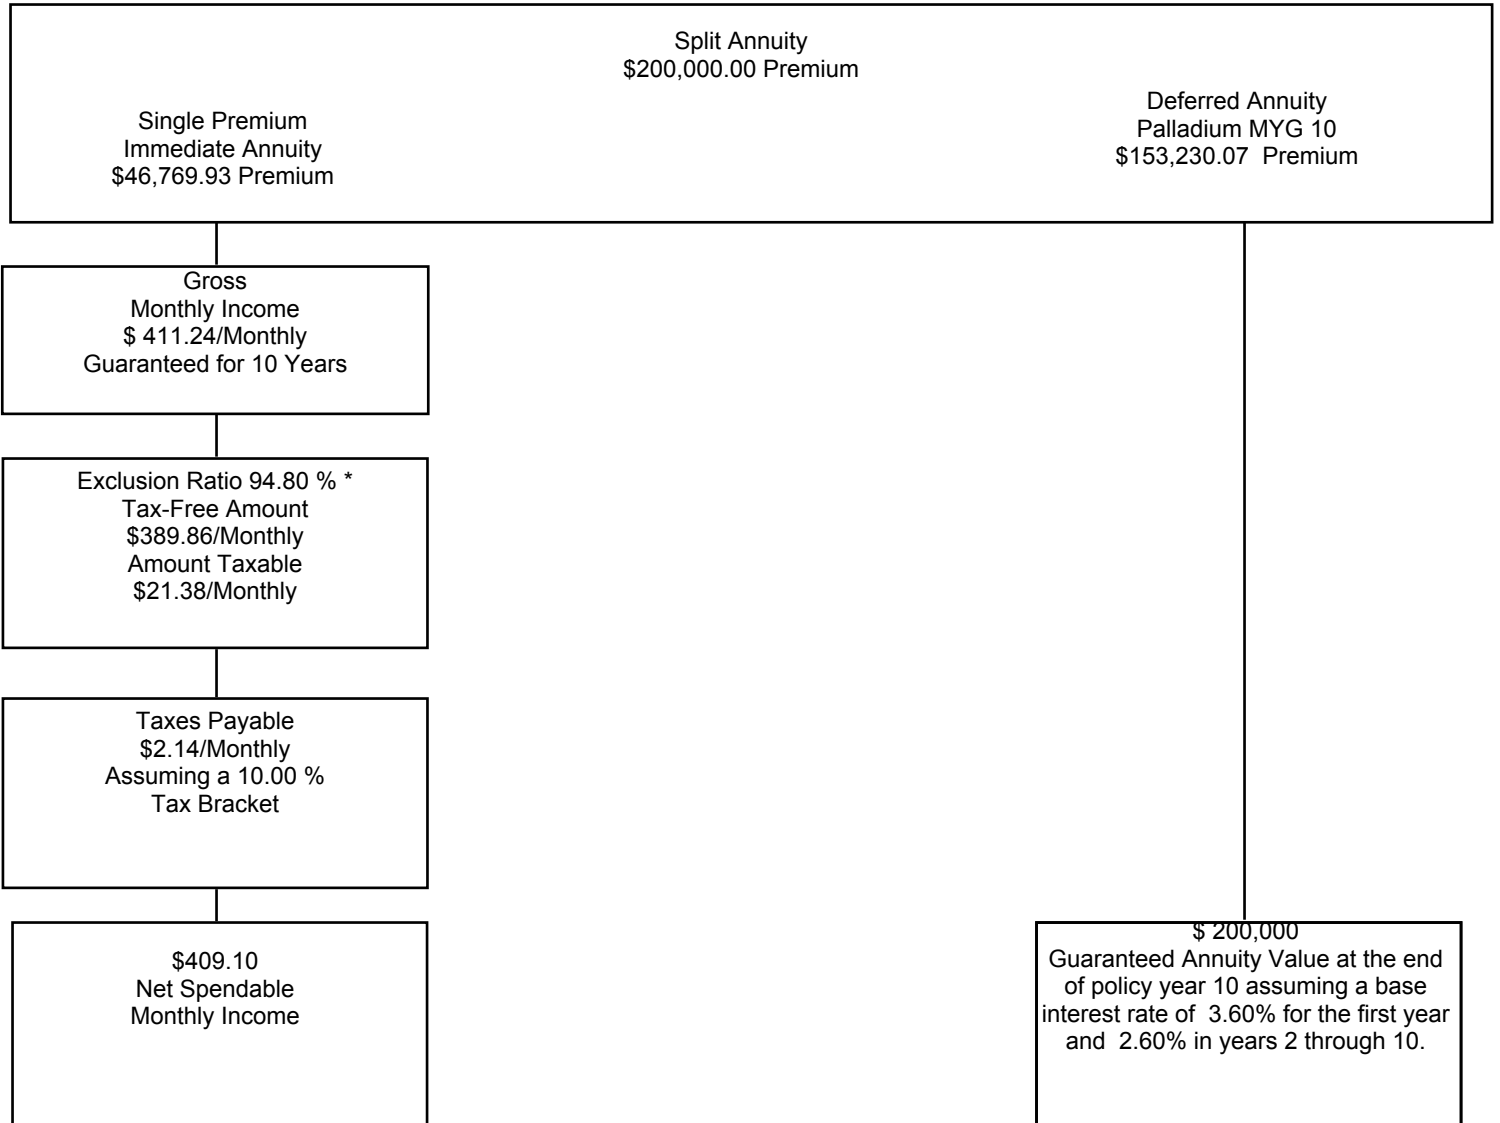 Split Annuity
$200,000.00 Premium
Single Premium
Immediate Annuity
$46,769.93 Premium
Deferred Annuity
Palladium MYG 10
$153,230.07 Premium
Gross
Monthly Income
$ 411.24/Monthly
Guaranteed for 10 Years
Exclusion Ratio 94.80 % *
Tax-Free Amount
$389.86/Monthly
Amount Taxable
$21.38/Monthly
Taxes Payable
$2.14/Monthly
Assuming a 10.00 %
Tax Bracket
$409.10
Net Spendable
Monthly Income
$ 200,000
Guaranteed Annuity Value at the end
of policy year 10 assuming a base
interest rate of 3.60% for the first year
and 2.60% in years 2 through 10.